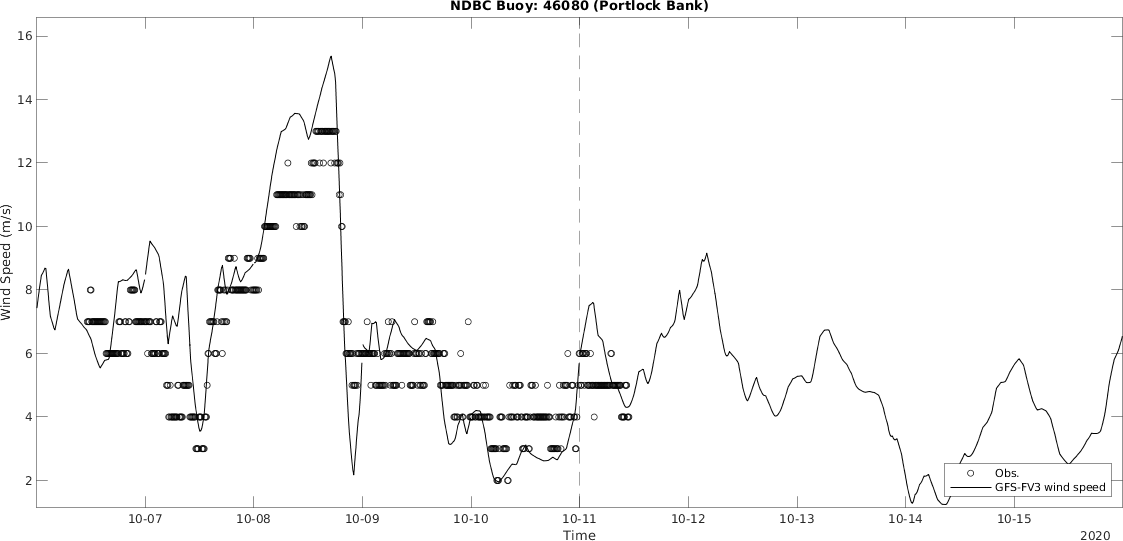 NDBC Buoy: 46080 (Portlock Bank)
16
14
12
10
8
6
4
2
Wind Speed (m/s)
Obs.
GFS-FV3 wind speed
10-07 10-08 10-09 10-10 10-11 10-12 10-13 10-14 10-15
Time
2020